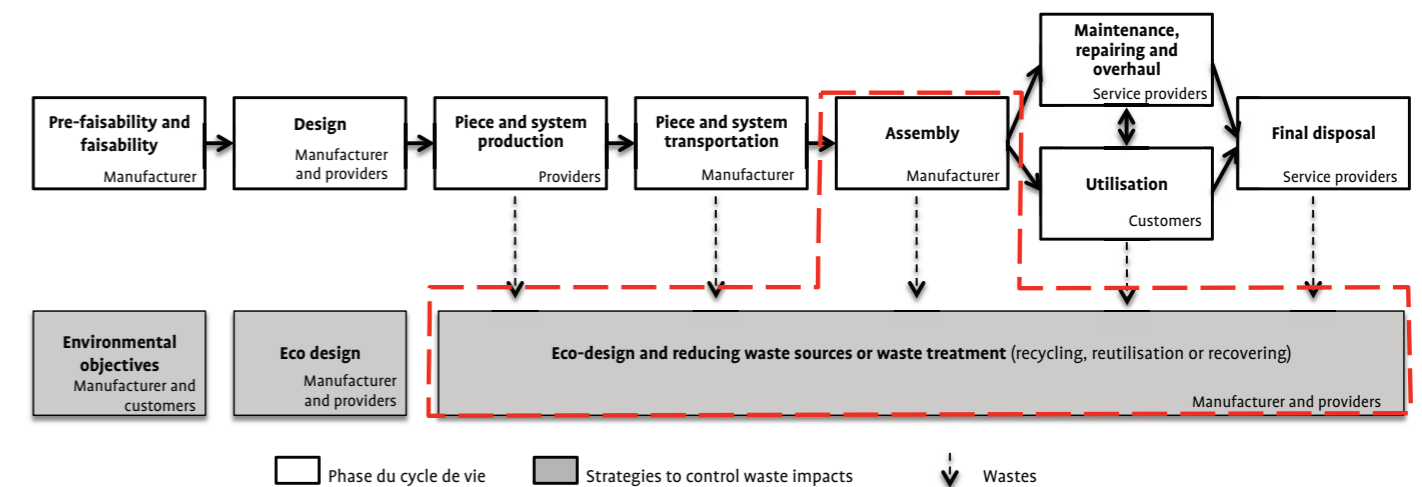 Pre-faisability and
faisability
Manufacturer
Design
Manufacturer
and providers
Piece and system
production
Providers
Piece and system
transportation
Manufacturer
Assembly
Manufacturer
Maintenance,
repairing and
overhaul
Service providers
Utilisation
Customers
Final disposal
Service providers
Environmental
objectives
Manufacturer and
customers
Eco design
Manufacturer
and providers
Eco-design and reducing waste sources or waste treatment (recycling, reutilisation or recovering)
Manufacturer and providers
Phase du cycle de vie
Strategies to control waste impacts
Wastes